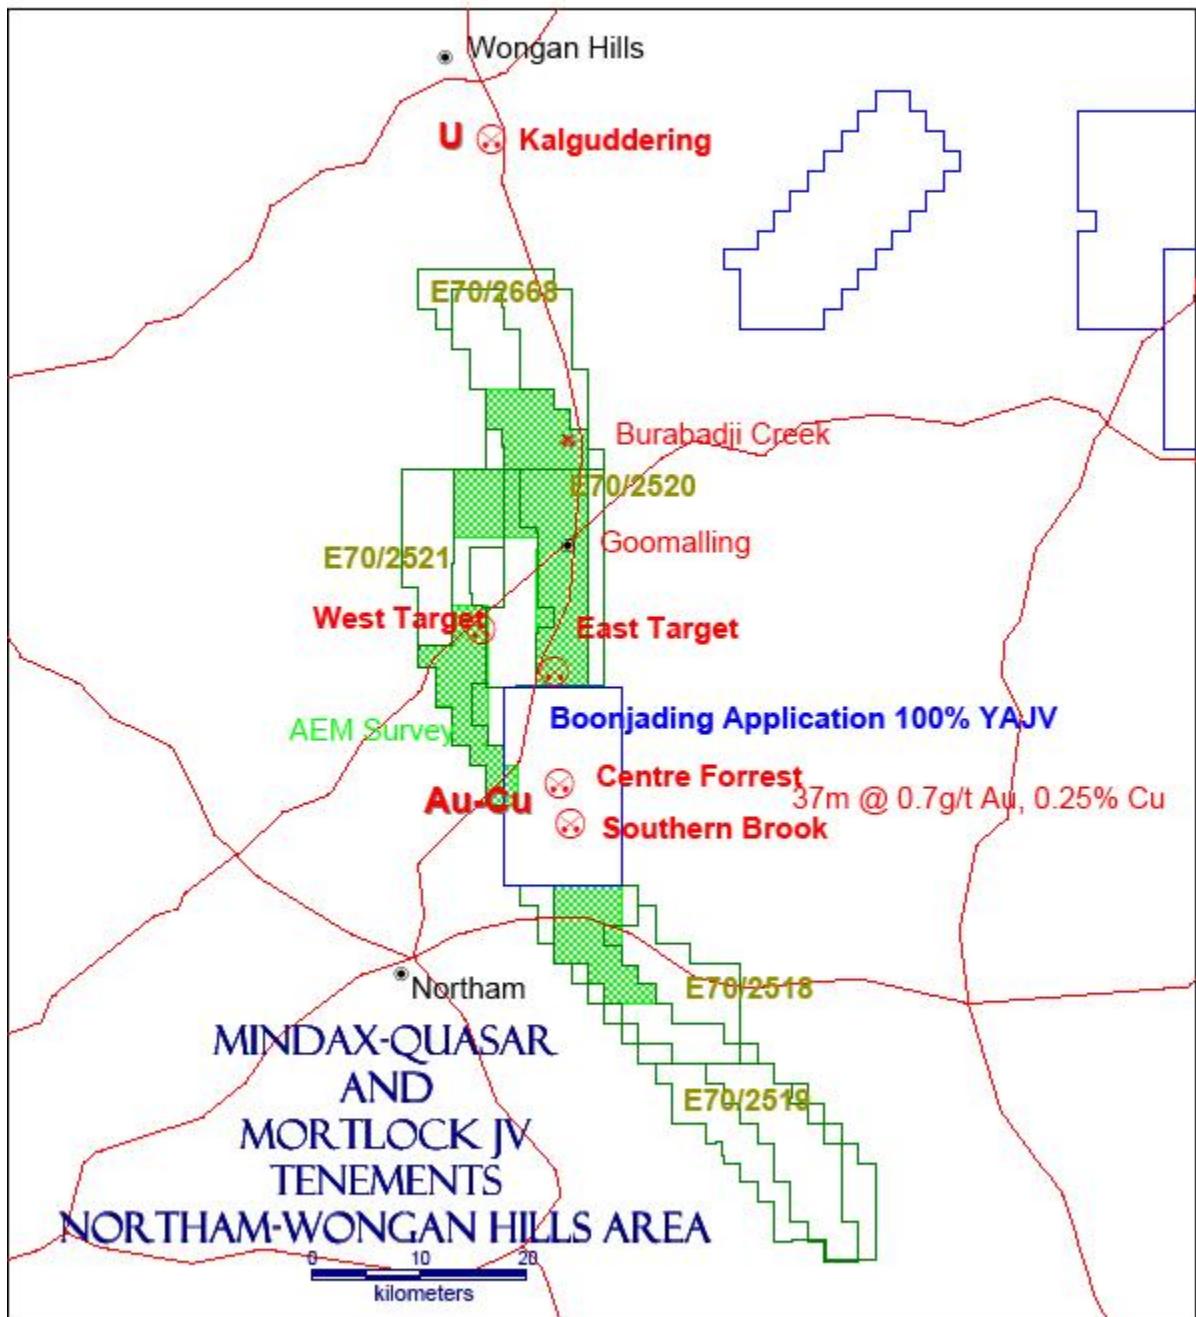 Wongan Hills
U Kalguddering
E70/2668
Burabadji Creek
E70/2520
Goomalling
E70/2521
West Target
East Target
Boonjading Application 100% YAJV
AEM Survey
Centre Forrest
Au-Cu
37m @ 0.7g/t Au, 0.25% Cu
Southern Brook
Northam
E70/2518
MINDAX-QUASAR
AND
MORTLOCK JV
TENEMENTS
NORTHAM-WONGAN HILLS AREA
E70/2519
0 10 20
kilometers